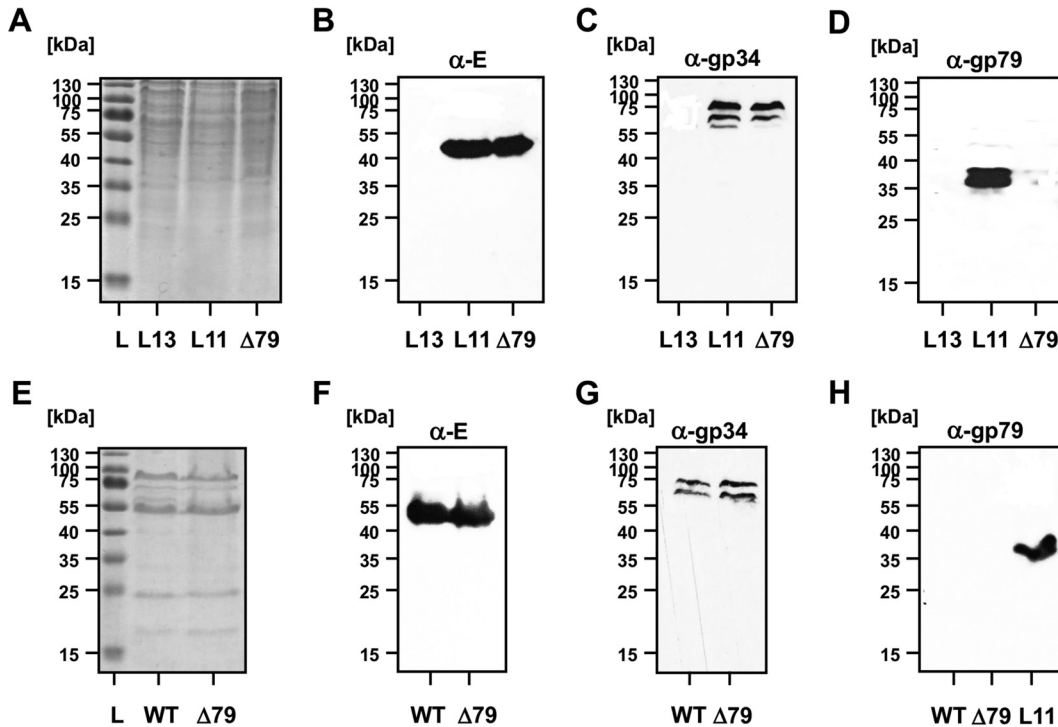 A
[kDa]
130
100
75
55
40
35
25
15
L L13 L11 Δ79
B
[kDa]
α-E
130
100
75
55
40
35
25
15
L13 L11 Δ79
C
[kDa]
α-gp34
130
100
75
55
40
35
25
15
L13 L11 Δ79
D
[kDa]
α-gp79
130
100
75
55
40
35
25
15
L13 L11 Δ79
E
[kDa]
130
100
75
55
40
35
25
15
L WT Δ79
F
[kDa]
α-E
130
100
75
55
40
35
25
15
WT Δ79
G
[kDa]
α-gp34
130
100
75
55
40
35
25
15
WT Δ79
H
[kDa]
α-gp79
130
100
75
55
40
35
25
15
WT Δ79 L11